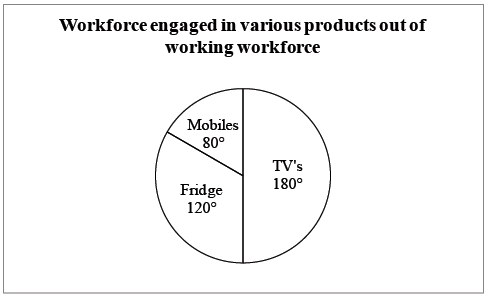 Workforce engaged in various products out of
working workforce
Mobiles
80°
TV's
180°
Fridge
120°